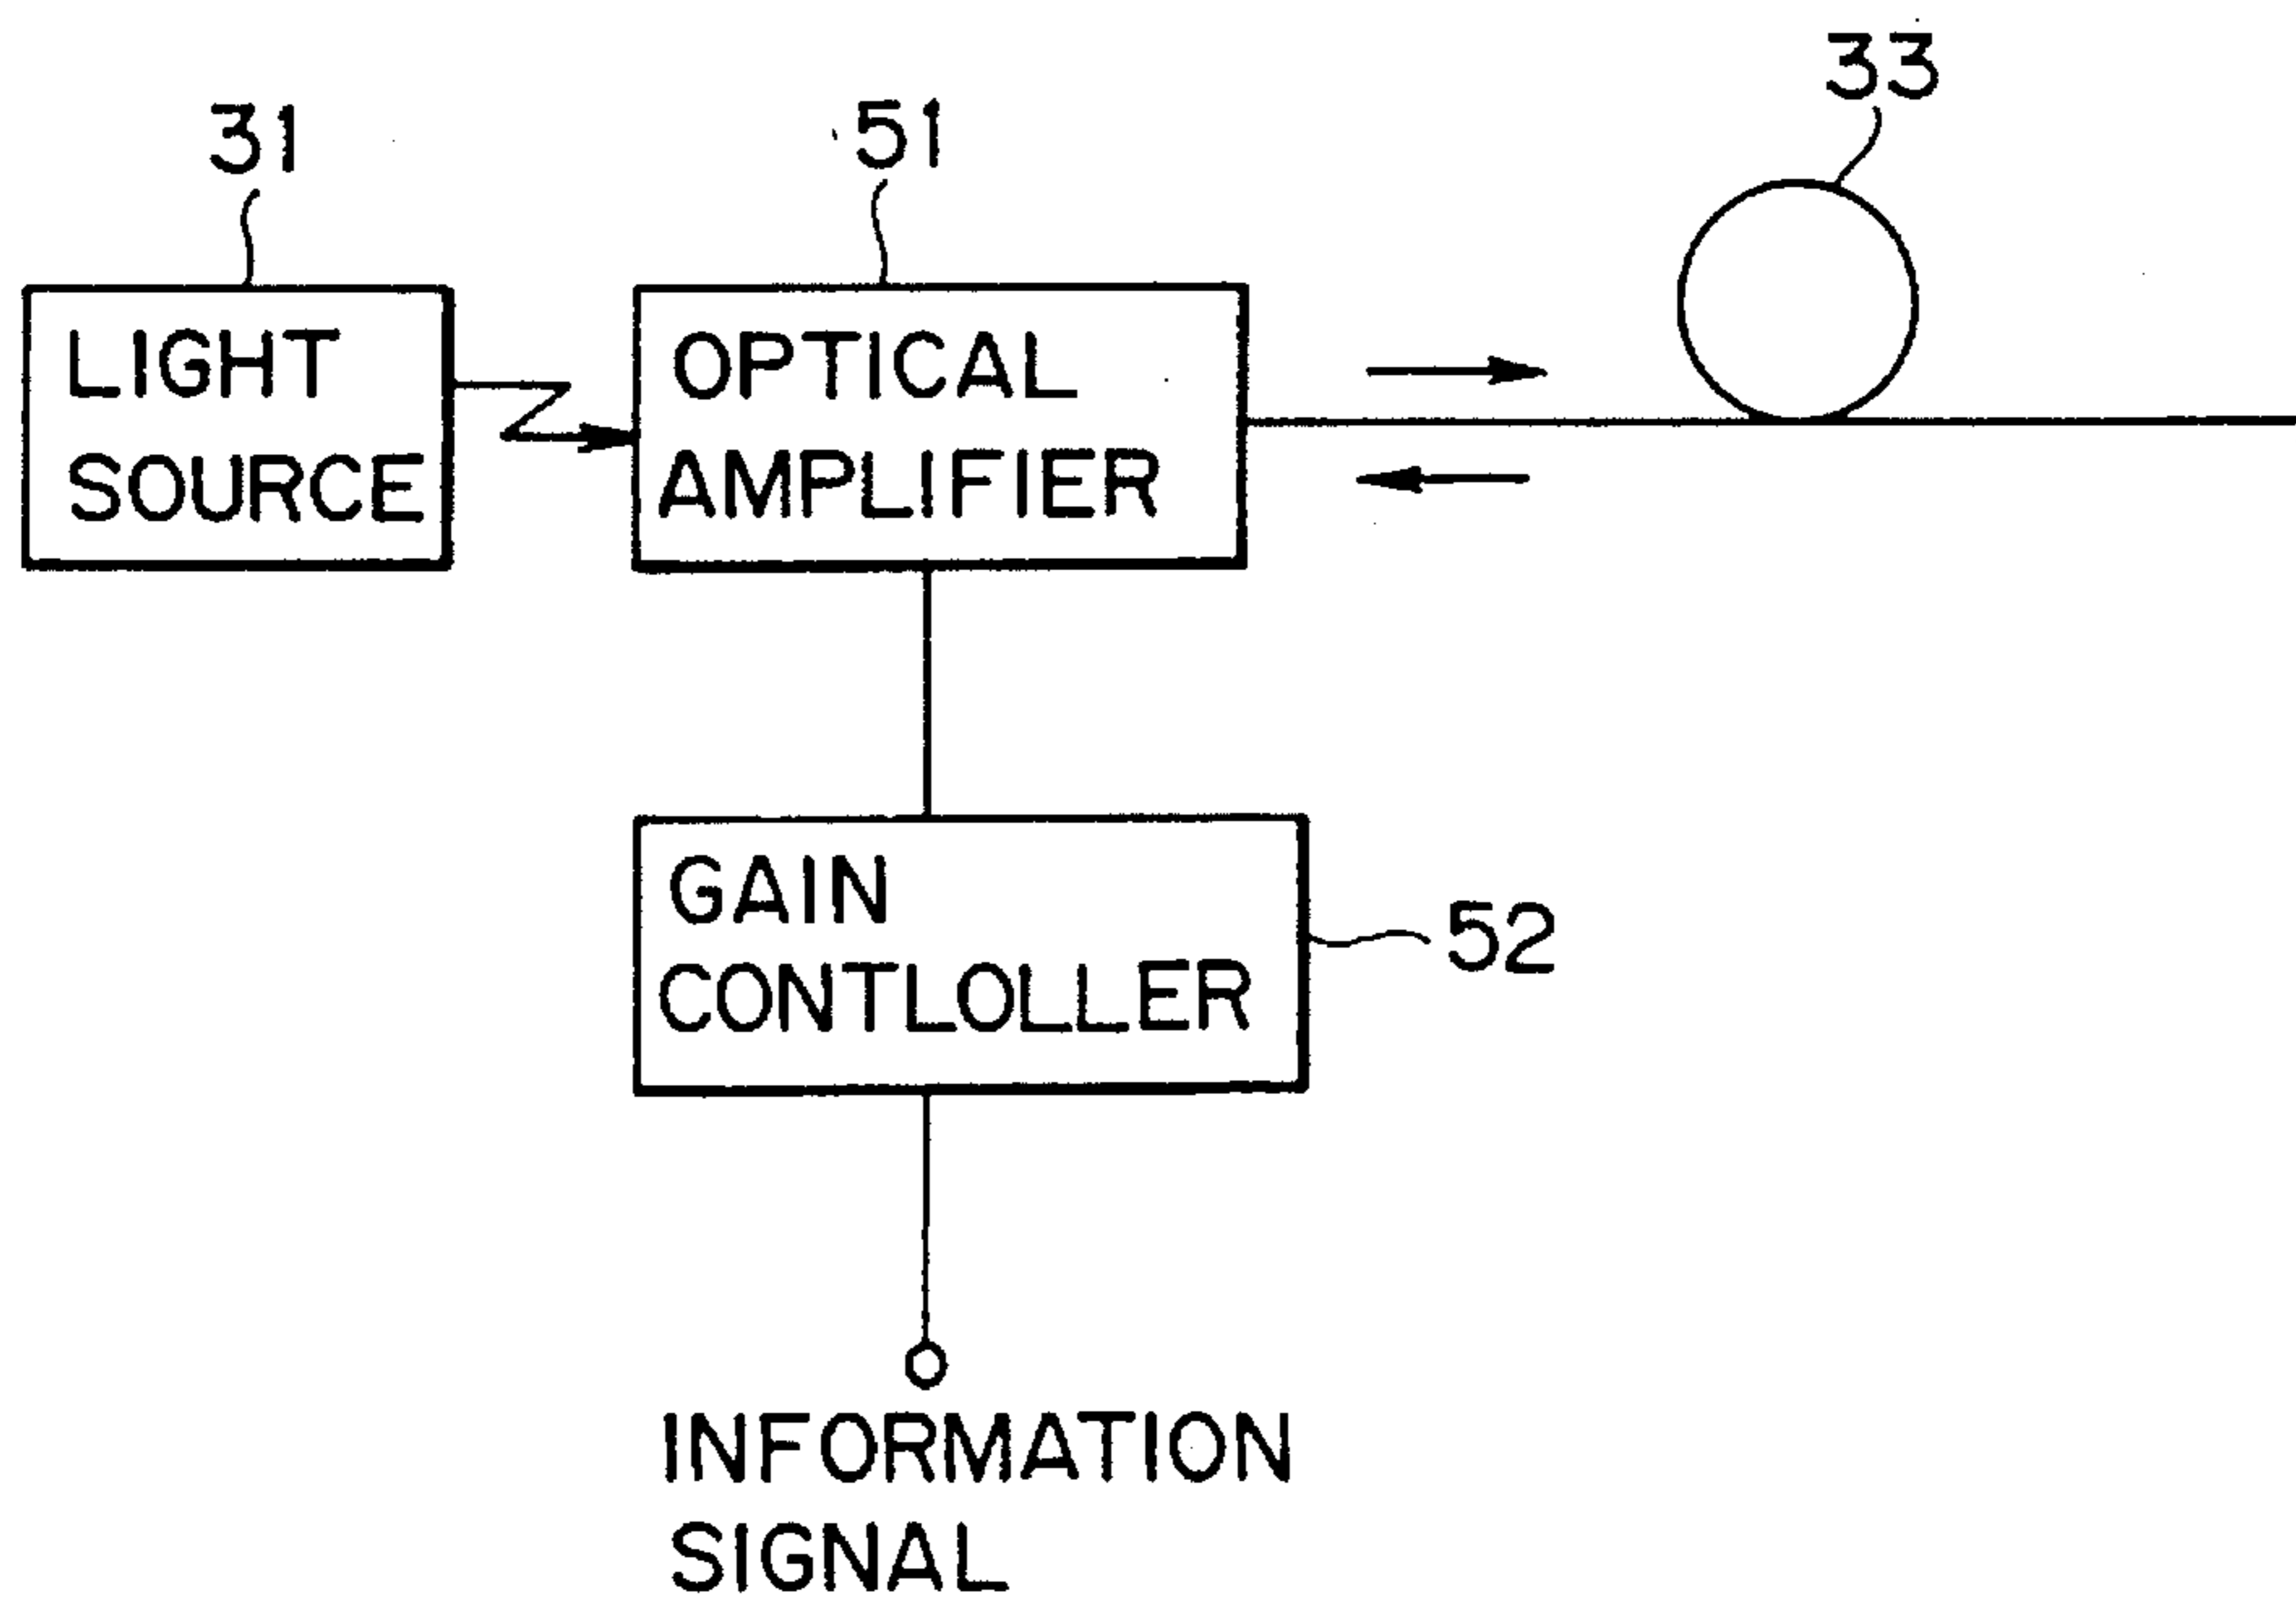 33
31
51
LIGHT
SOURCE
OPTICAL
AMPLIFIER
GAIN
CONTLOLLER
52
INFORMATION
SIGNAL